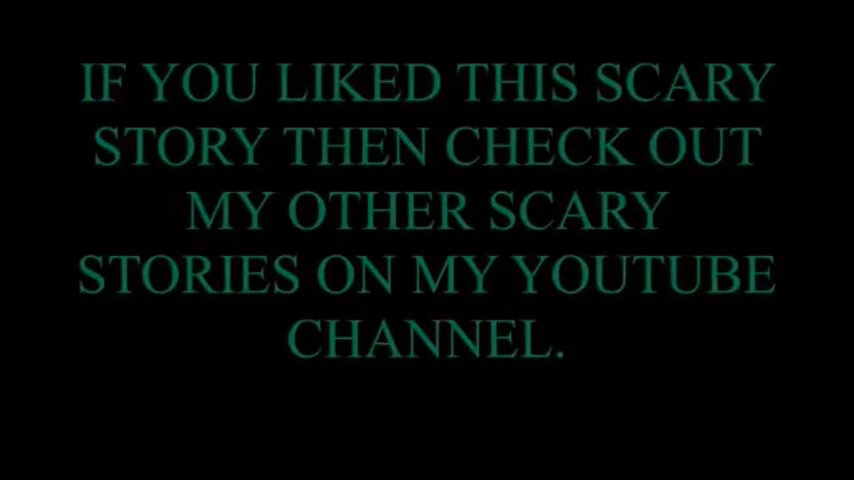 IF YOU LIKED THIS SCARY
STORY THEN CHECK OUT
MY OTHER SCARY
STORIES ON MY YOUTUBE
CHANNEL.